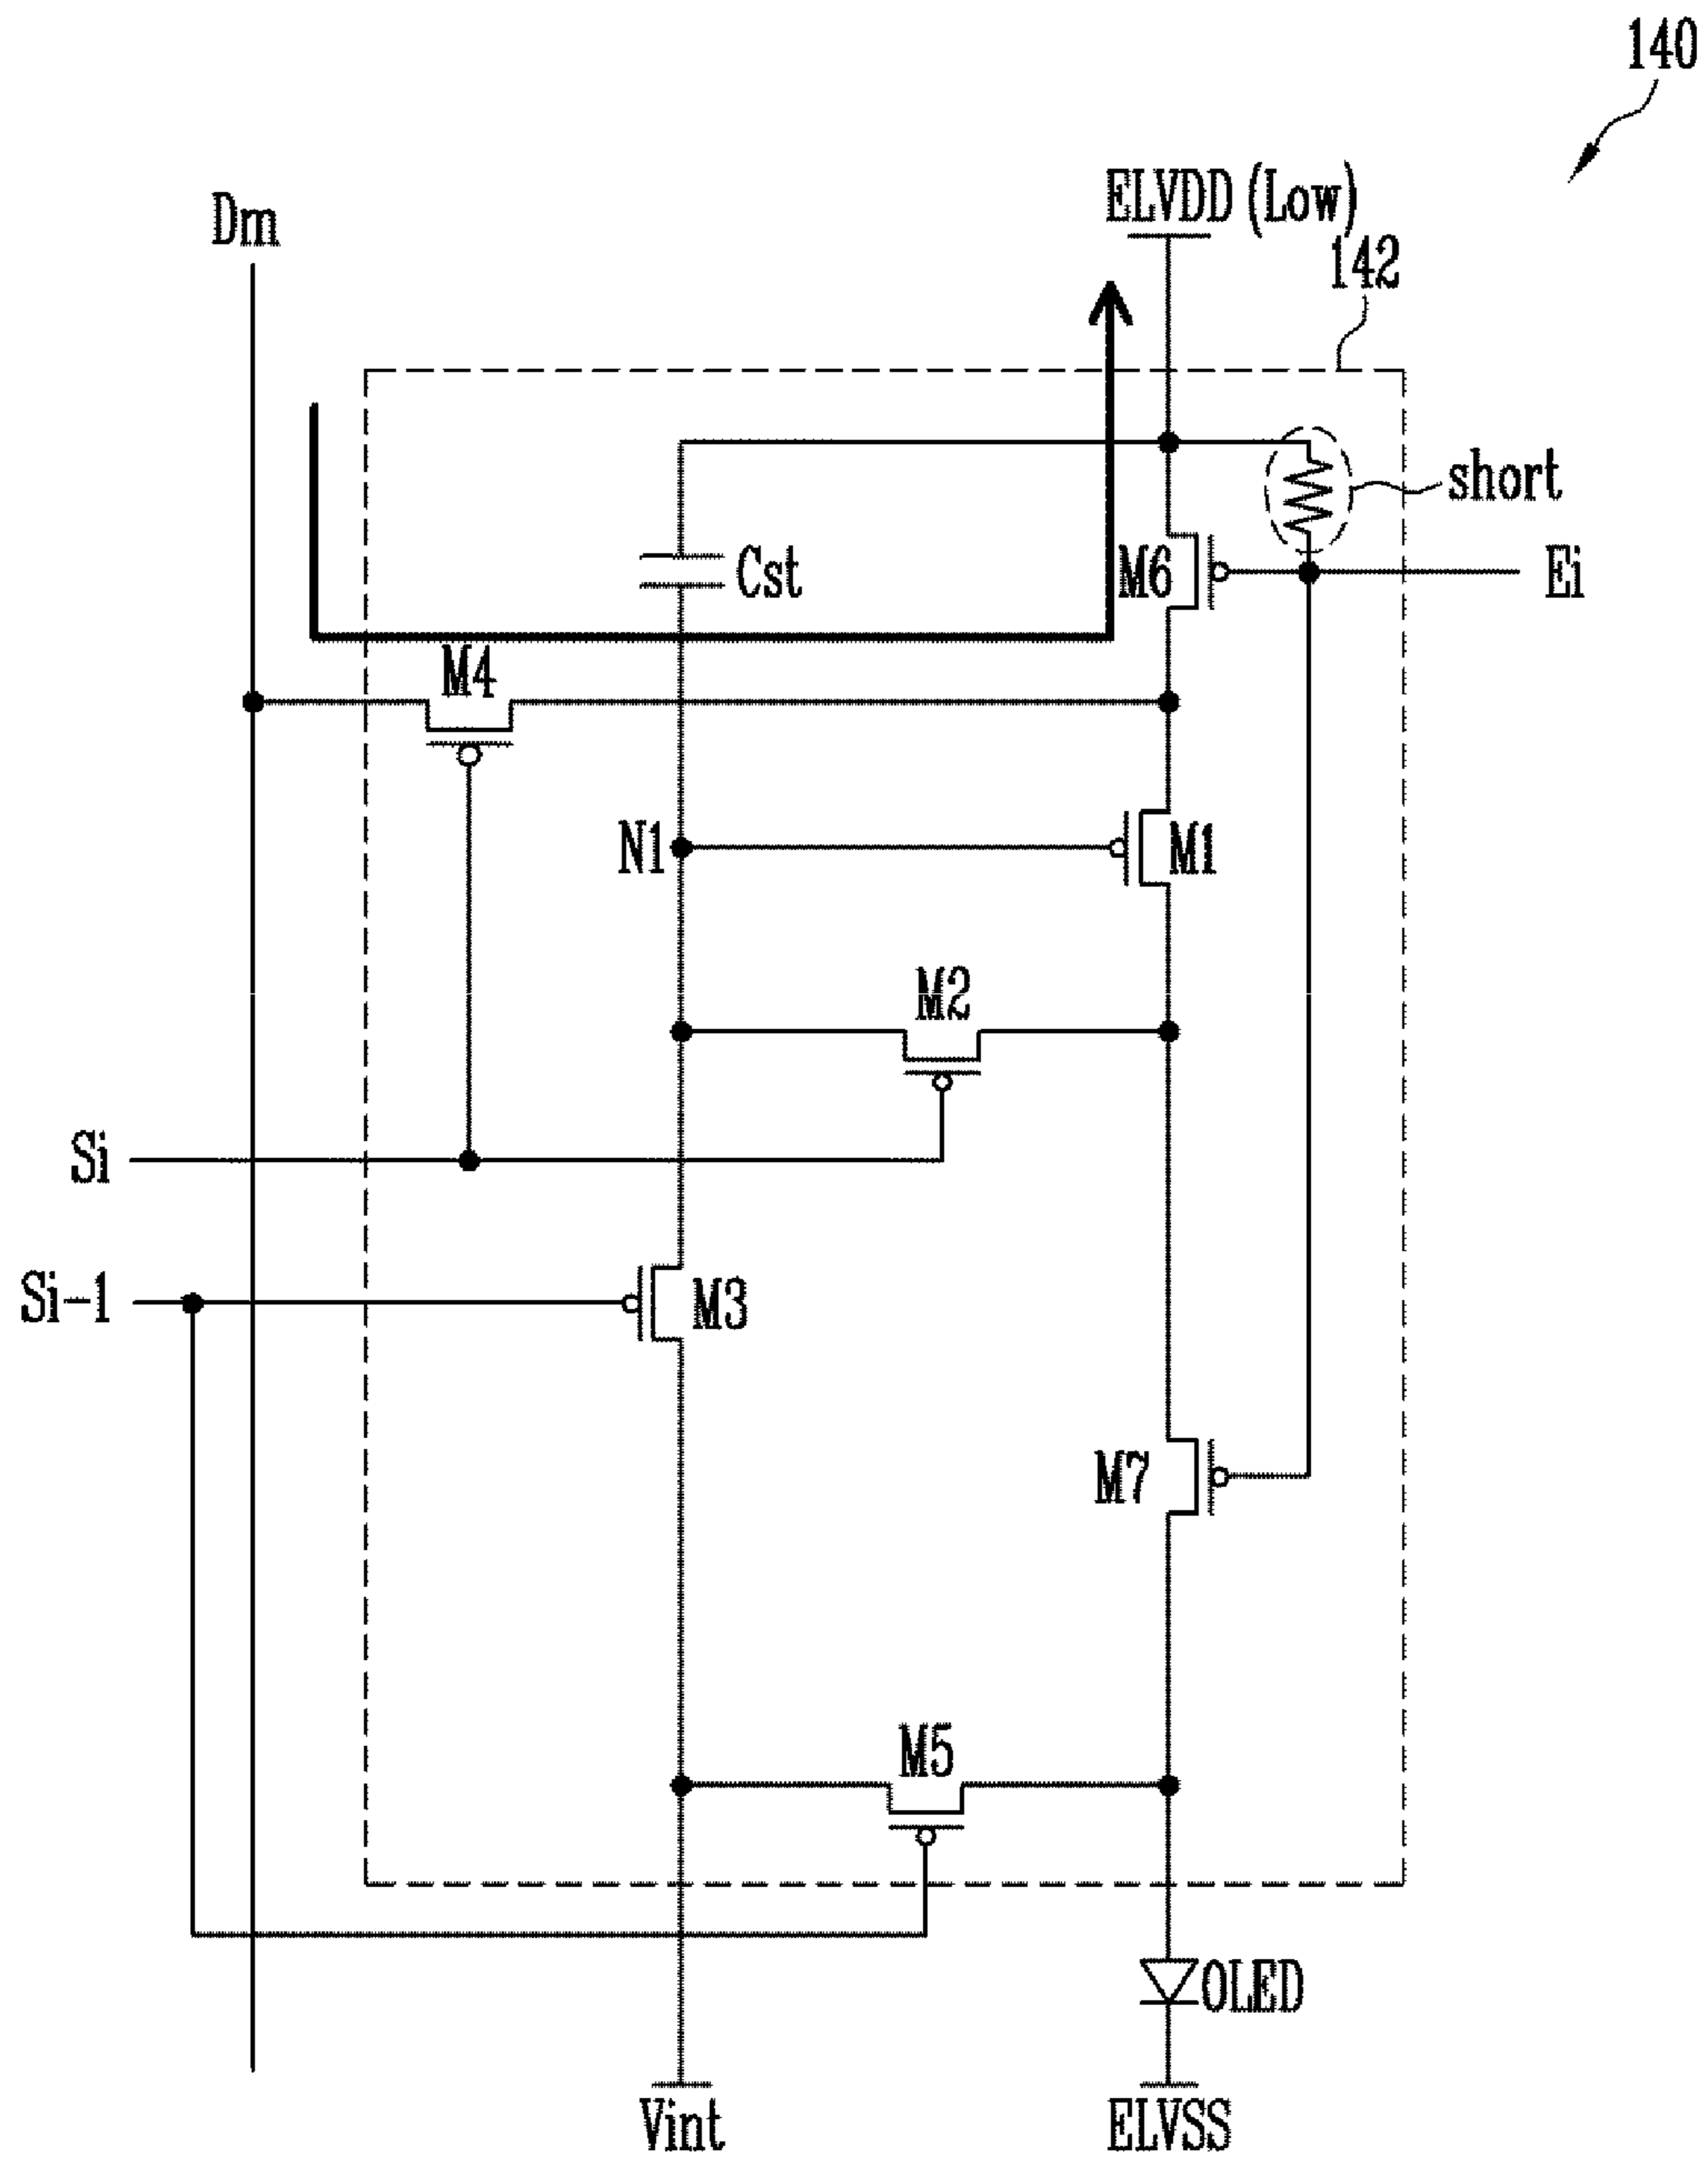 140
ELVDD (Low)
Dm
142
short
Cst
M6
Ei
M4
N1
M1
M2
Si
Si-1
M3
M7
M5
OLED
Vint
ELVSS